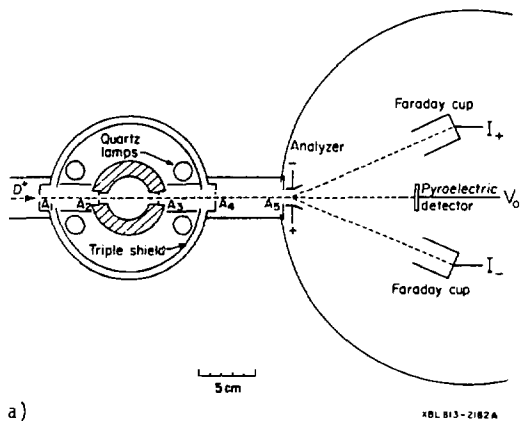 Quartz
lamps
Faraday cup
I₊
Analyzer
−
D⁺
A₁
A₂
A₃
A₄
A₅
Pyroelectric
detector
V₀
+
Triple shield
I₋
Faraday cup
5 cm
a)
XBL 813-2182A